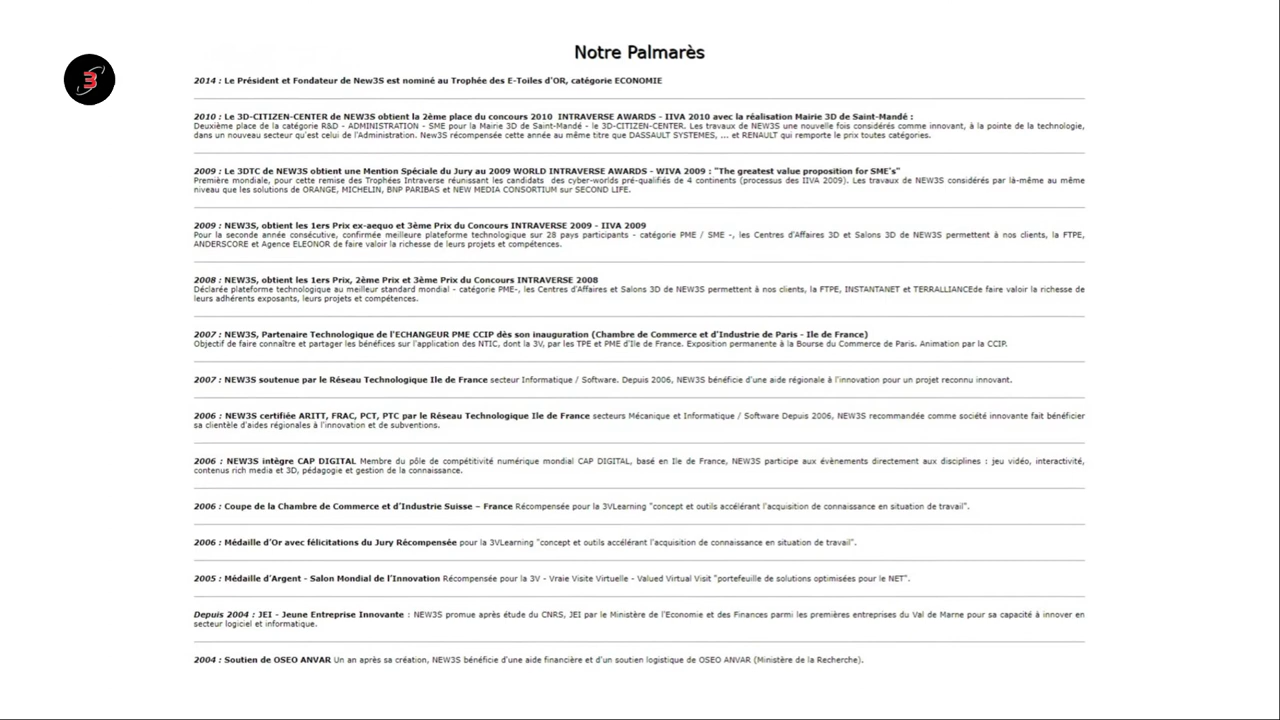 3
Notre Palmarès
2014 : Le Président et Fondateur de New3S est nominé au Trophée des E-Toiles d'OR, catégorie ECONOMIE
2010 : Le 3D-CITIZEN-CENTER de NEW3S obtient la 2ème place du concours 2010 INTRAVERSE AWARDS - IIVA 2010 avec la réalisation Mairie 3D de Saint-Mandé :
Deuxième place de la catégorie R&D - ADMINISTRATION - SME pour la Mairie 3D de Saint-Mandé - le 3D-CITIZEN-CENTER. Les travaux de NEW3S une nouvelle fois considérés comme innovant, à la pointe de la technologie,
dans un nouveau secteur qu'est celui de l'Administration. New3S récompensée cette année au même titre que DASSAULT SYSTEMES, ... et RENAULT qui remporte le prix toutes catégories.
2009 : Le 3DTC de NEW3S obtient une Mention Spéciale du Jury au 2009 WORLD INTRAVERSE AWARDS - WIVA 2009 : "The greatest value proposition for SME's"
Première mondiale, pour cette remise des Trophées Intraverse réunissant les candidats des cyber-worlds pré-qualifiés de 4 continents (processus des IIVA 2009). Les travaux de NEW3S considérés par là-même au même
niveau que les solutions de ORANGE, MICHELIN, BNP PARIBAS et NEW MEDIA CONSORTIUM sur SECOND LIFE.
2009 : NEW3S, obtient les 1ers Prix ex-aequo et 3ème Prix du Concours INTRAVERSE 2009 - IIVA 2009
Pour la seconde année consécutive, confirmée meilleure plateforme technologique sur 28 pays participants - catégorie PME / SME -, les Centres d'Affaires 3D et Salons 3D de NEW3S permettent à nos clients, la FTPE,
ANDERSCORE et Agence ELEONOR de faire valoir la richesse de leurs projets et compétences.
2008 : NEW3S, obtient les 1ers Prix, 2ème Prix et 3ème Prix du Concours INTRAVERSE 2008
Déclarée plateforme technologique au meilleur standard mondial - catégorie PME-, les Centres d'Affaires et Salons 3D de NEW3S permettent à nos clients, la FTPE, INSTANTANET et TERRALLIANCEde faire valoir la richesse de
leurs adhérents exposants, leurs projets et compétences.
2007 : NEW3S, Partenaire Technologique de l'ECHANGEUR PME CCIP dès son inauguration (Chambre de Commerce et d'Industrie de Paris - Ile de France)
Objectif de faire connaître et partager les bénéfices sur l'application des NTIC, dont la 3V, par les TPE et PME d'Ile de France. Exposition permanente à la Bourse du Commerce de Paris. Animation par la CCIP.
2007 : NEW3S soutenue par le Réseau Technologique Ile de France secteur Informatique / Software. Depuis 2006, NEW3S bénéficie d'une aide régionale à l'innovation pour un projet reconnu innovant.
2006 : NEW3S certifiée ARITT, FRAC, PCT, PTC par le Réseau Technologique Ile de France secteurs Mécanique et Informatique / Software Depuis 2006, NEW3S recommandée comme société innovante fait bénéficier
sa clientèle d'aides régionales à l'innovation et de subventions.
2006 : NEW3S intègre CAP DIGITAL Membre du pôle de compétitivité numérique mondial CAP DIGITAL, basé en Ile de France, NEW3S participe aux évènements directement aux disciplines : jeu vidéo, interactivité,
contenus rich media et 3D, pédagogie et gestion de la connaissance.
2006 : Coupe de la Chambre de Commerce et d'Industrie Suisse – France Récompensée pour la 3VLearning "concept et outils accélérant l'acquisition de connaissance en situation de travail".
2006 : Médaille d'Or avec félicitations du Jury Récompensée pour la 3VLearning "concept et outils accélérant l'acquisition de connaissance en situation de travail".
2005 : Médaille d'Argent - Salon Mondial de l'Innovation Récompensée pour la 3V - Vraie Visite Virtuelle - Valued Virtual Visit "portefeuille de solutions optimisées pour le NET".
Depuis 2004 : JEI - Jeune Entreprise Innovante : NEW3S promue après étude du CNRS, JEI par le Ministère de l'Economie et des Finances parmi les premières entreprises du Val de Marne pour sa capacité à innover en
secteur logiciel et informatique.
2004 : Soutien de OSEO ANVAR Un an après sa création, NEW3S bénéficie d'une aide financière et d'un soutien logistique de OSEO ANVAR (Ministère de la Recherche).